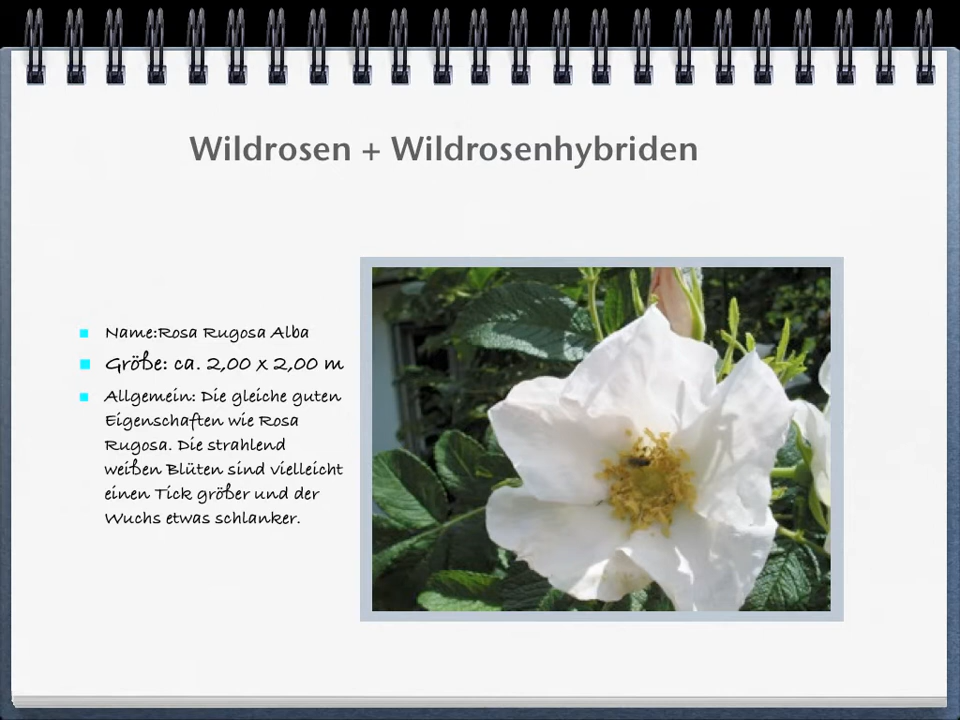 Wildrosen + Wildrosenhybriden
Name:Rosa Rugosa Alba
Größe: ca. 2,00 x 2,00 m
Allgemein: Die gleiche guten
Eigenschaften wie Rosa
Rugosa. Die strahlend
weißen Blüten sind vielleicht
einen Tick größer und der
Wuchs etwas schlanker.